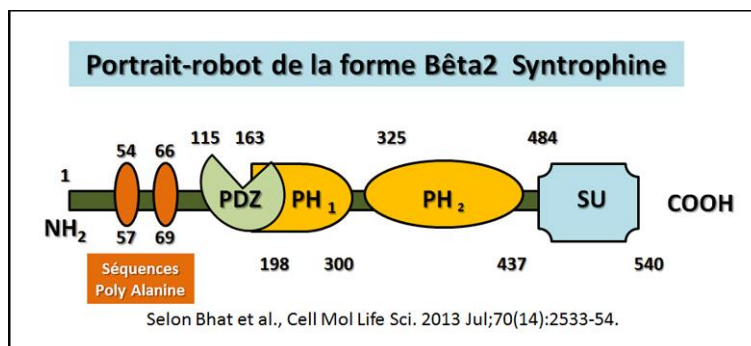 Portrait-robot de la forme Bêta2 Syntrophine
115 163 325 484
54 66
1
PDZ PH 1 PH 2 SU COOH
NH2
57 69
198 300 437 540
Séquences
Poly Alanine
Selon Bhat et al., Cell Mol Life Sci. 2013 Jul;70(14):2533-54.